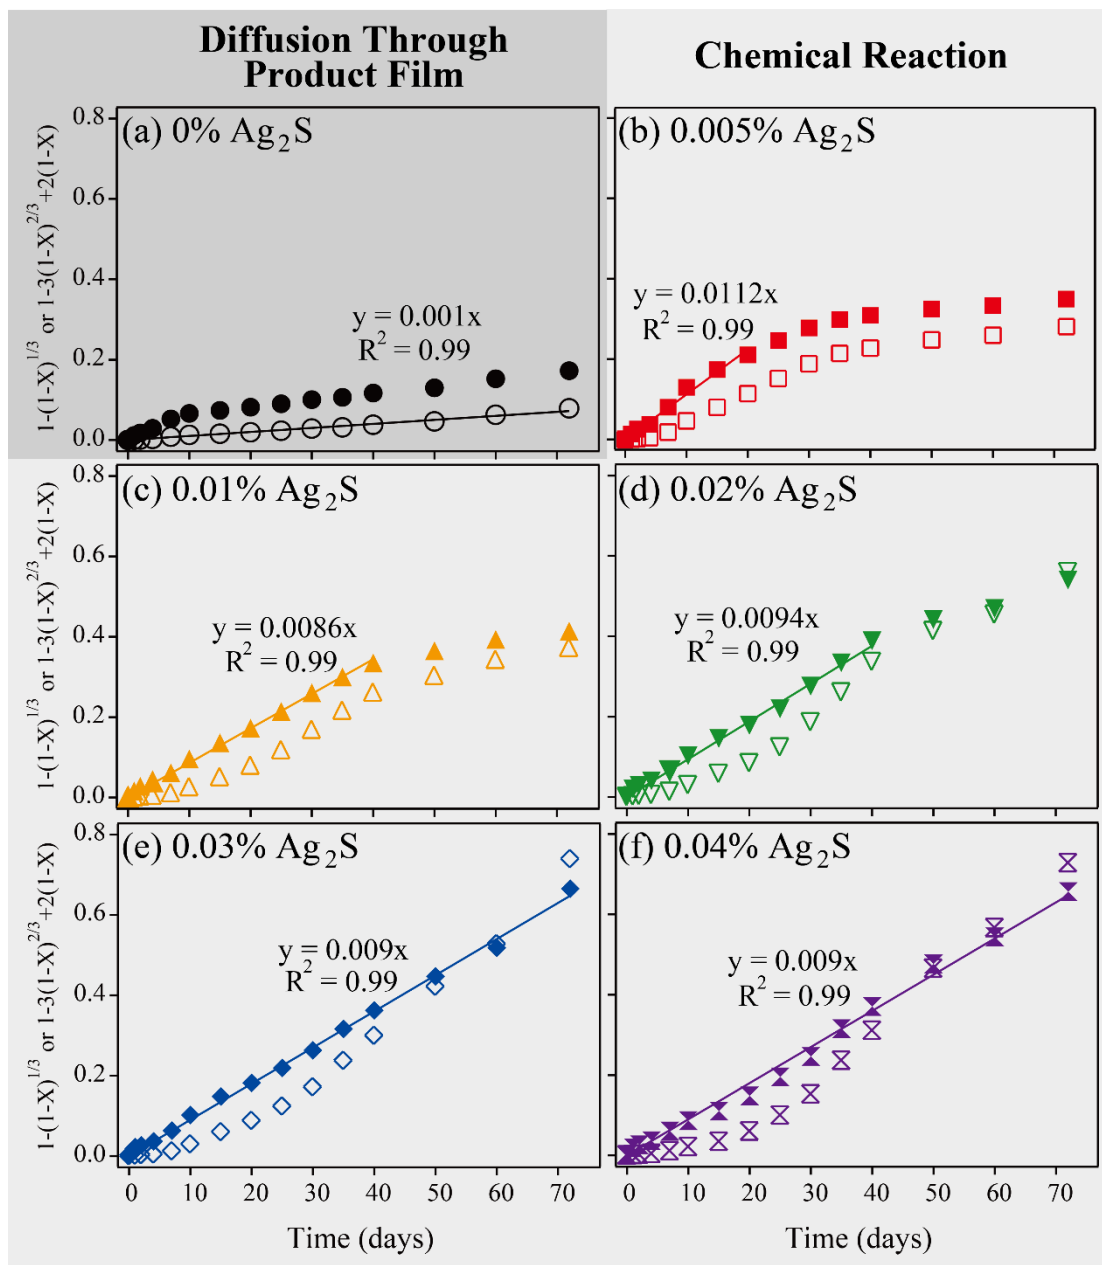 Diffusion Through
Product Film
Chemical Reaction
1-(1-X)^1/3 or 1-3(1-X)^2/3+2(1-X)
0.8
0.6
0.4
0.2
0.0
(a) 0% Ag2S
y = 0.001x
R^2 = 0.99
(b) 0.005% Ag2S
y = 0.0112x
R^2 = 0.99
1-(1-X)^1/3 or 1-3(1-X)^2/3+2(1-X)
0.8
0.6
0.4
0.2
0.0
(c) 0.01% Ag2S
y = 0.0086x
R^2 = 0.99
(d) 0.02% Ag2S
y = 0.0094x
R^2 = 0.99
1-(1-X)^1/3 or 1-3(1-X)^2/3+2(1-X)
0.8
0.6
0.4
0.2
0.0
(e) 0.03% Ag2S
y = 0.009x
R^2 = 0.99
(f) 0.04% Ag2S
y = 0.009x
R^2 = 0.99
0 10 20 30 40 50 60 70
0 10 20 30 40 50 60 70
Time (days)
Time (days)